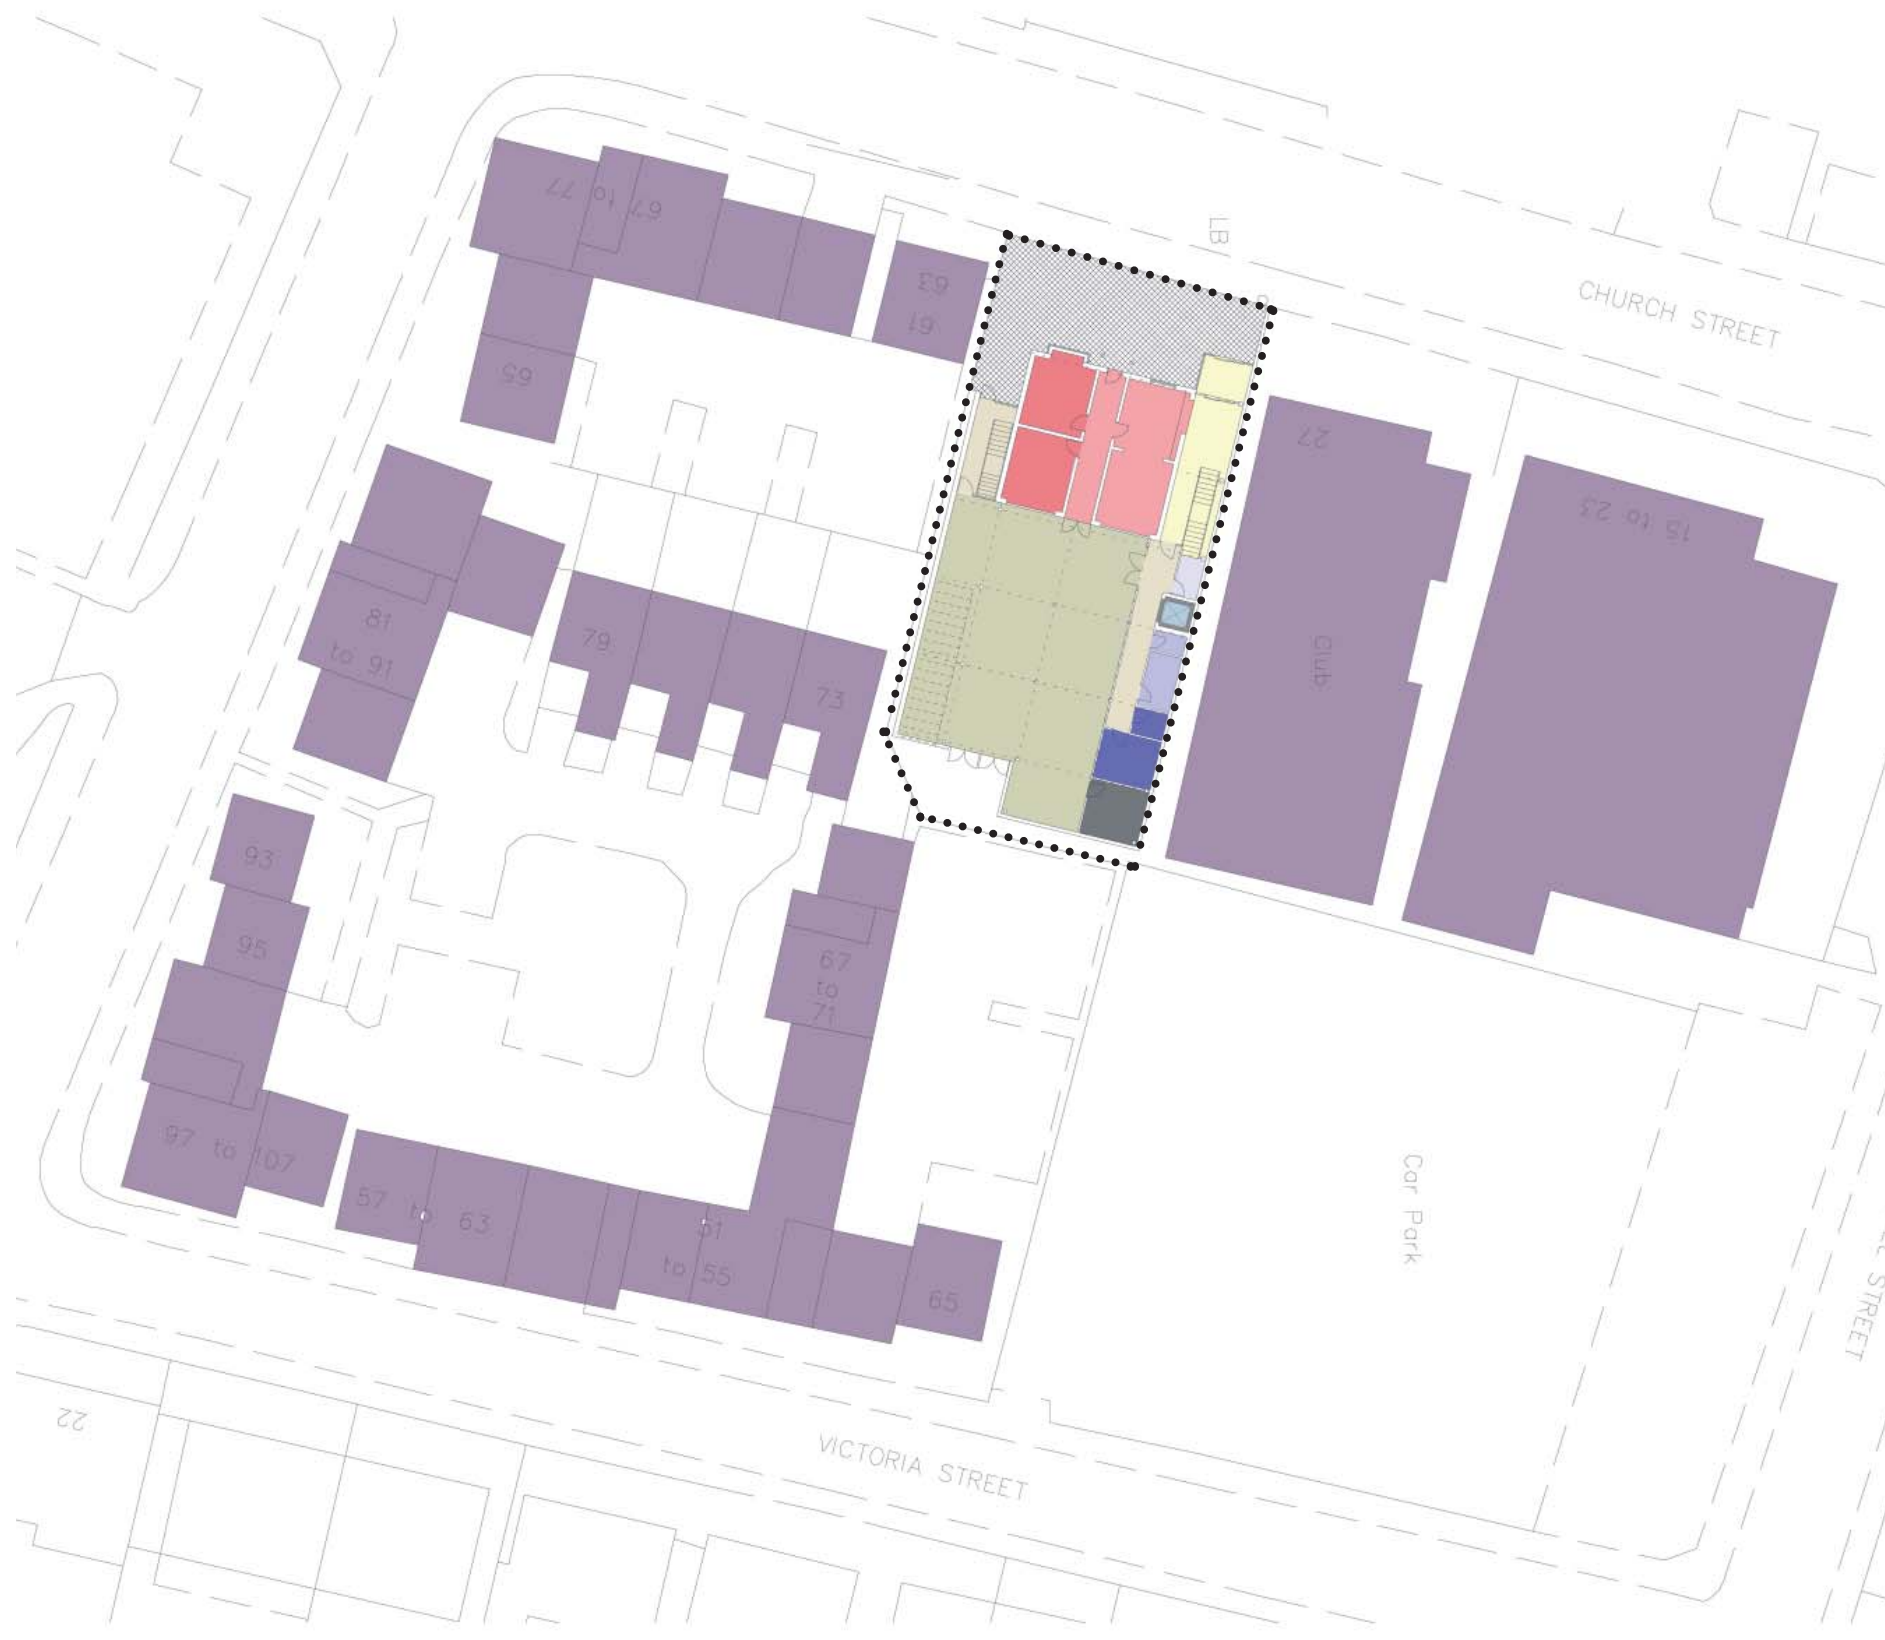 67 to 77
LB
63
61
CHURCH STREET
65
27
15 to 23
81
to 91
79
73
Club
93
95
67
to
71
97 to 107
57 to 63
51
to 55
65
Car Park
STREET
22
VICTORIA STREET